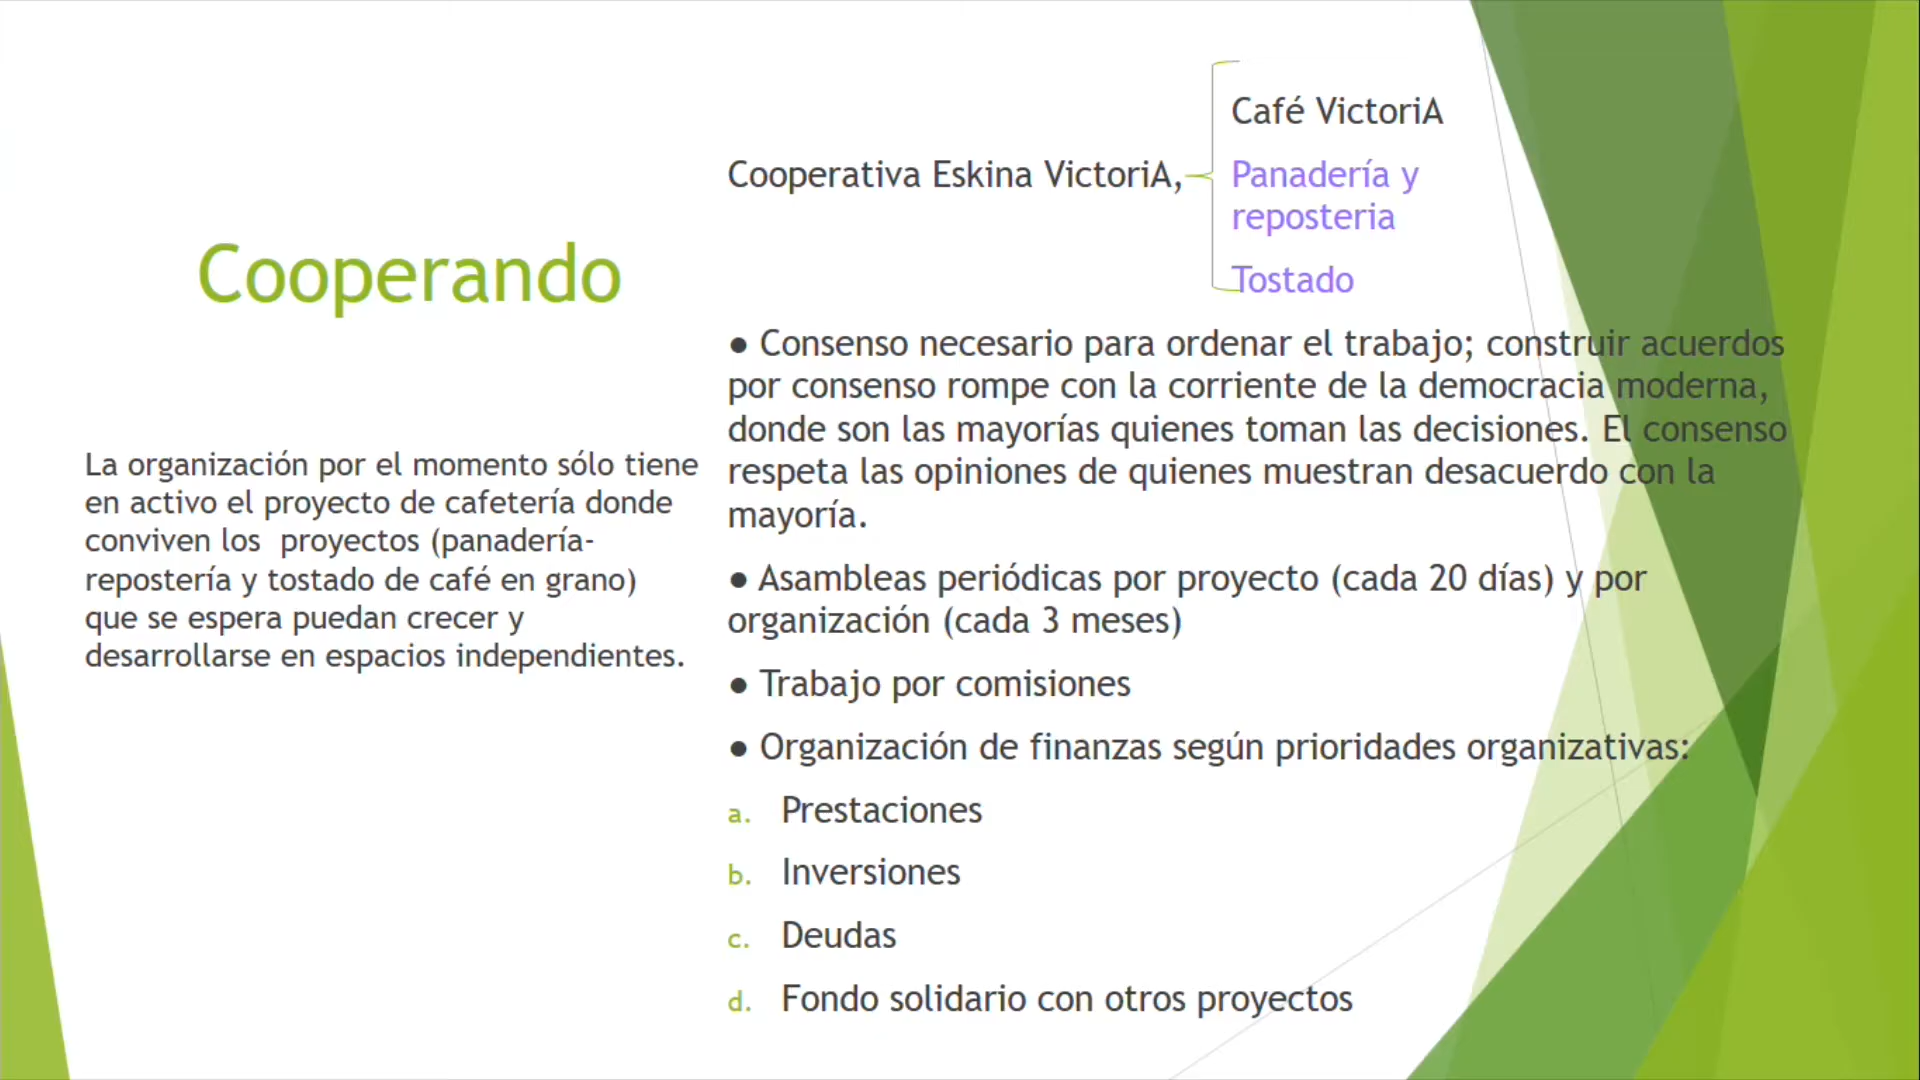 Cooperando
La organización por el momento sólo tiene
en activo el proyecto de cafetería donde
conviven los  proyectos (panadería-
repostería y tostado de café en grano)
que se espera puedan crecer y
desarrollarse en espacios independientes.
Cooperativa Eskina VictoriA,
Café VictoriA
Panadería y
reposteria
Tostado
● Consenso necesario para ordenar el trabajo; construir acuerdos
por consenso rompe con la corriente de la democracia moderna,
donde son las mayorías quienes toman las decisiones. El consenso
respeta las opiniones de quienes muestran desacuerdo con la
mayoría.
● Asambleas periódicas por proyecto (cada 20 días) y por
organización (cada 3 meses)
● Trabajo por comisiones
● Organización de finanzas según prioridades organizativas:
a. Prestaciones
b. Inversiones
c. Deudas
d. Fondo solidario con otros proyectos